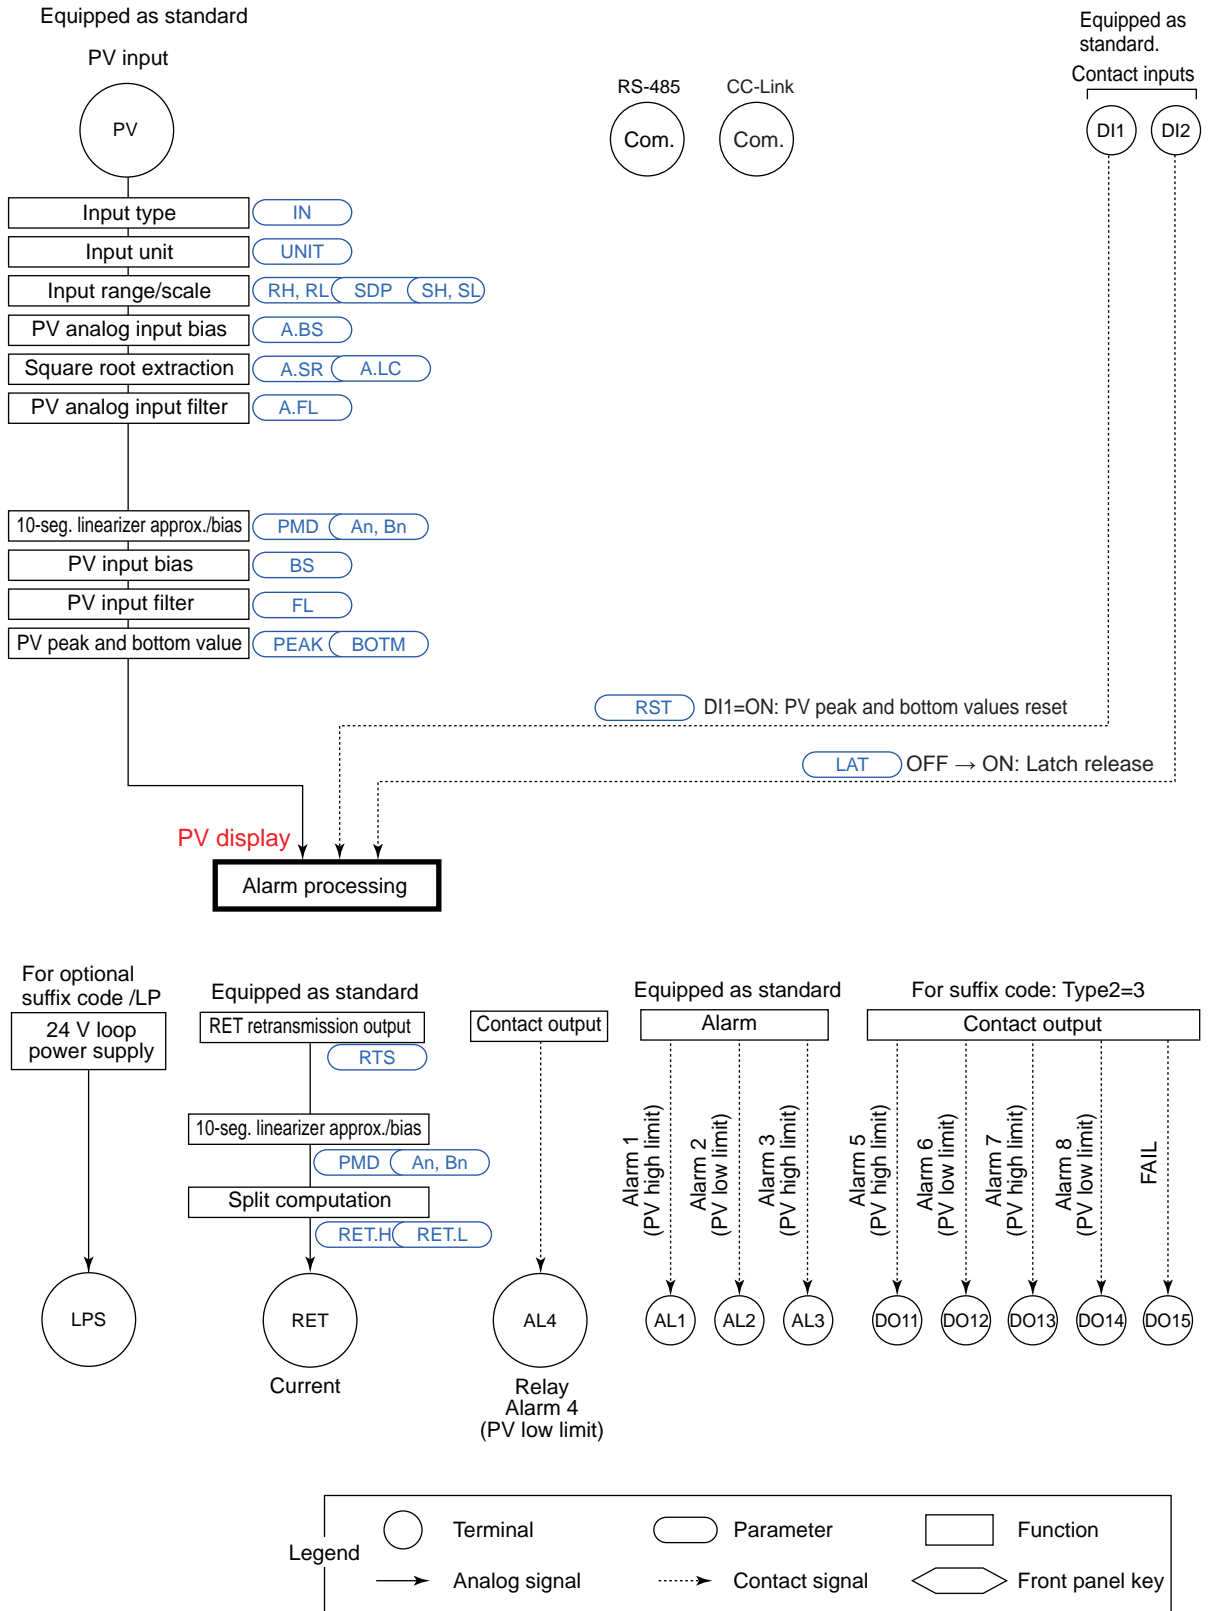 Equipped as standard
PV input
PV
RS-485
CC-Link
Com.
Com.
Equipped as
standard.
Contact inputs
DI1
DI2
Input type
IN
Input unit
UNIT
Input range/scale
RH, RL
SDP
SH, SL
PV analog input bias
A.BS
Square root extraction
A.SR
A.LC
PV analog input filter
A.FL
10-seg. linearizer approx./bias
PMD
An, Bn
PV input bias
BS
PV input filter
FL
PV peak and bottom value
PEAK
BOTM
RST
DI1=ON: PV peak and bottom values reset
LAT
OFF → ON: Latch release
PV display
Alarm processing
For optional
suffix code /LP
24 V loop
power supply
LPS
Equipped as standard
RET retransmission output
RTS
10-seg. linearizer approx./bias
PMD
An, Bn
Split computation
RET.H
RET.L
RET
Current
Contact output
AL4
Relay
Alarm 4
(PV low limit)
Equipped as standard
Alarm
Alarm 1
(PV high limit)
Alarm 2
(PV low limit)
Alarm 3
(PV high limit)
AL1
AL2
AL3
For suffix code: Type2=3
Contact output
Alarm 5
(PV high limit)
Alarm 6
(PV low limit)
Alarm 7
(PV high limit)
Alarm 8
(PV low limit)
FAIL
DO11
DO12
DO13
DO14
DO15
Legend
Terminal
Parameter
Function
Analog signal
Contact signal
Front panel key